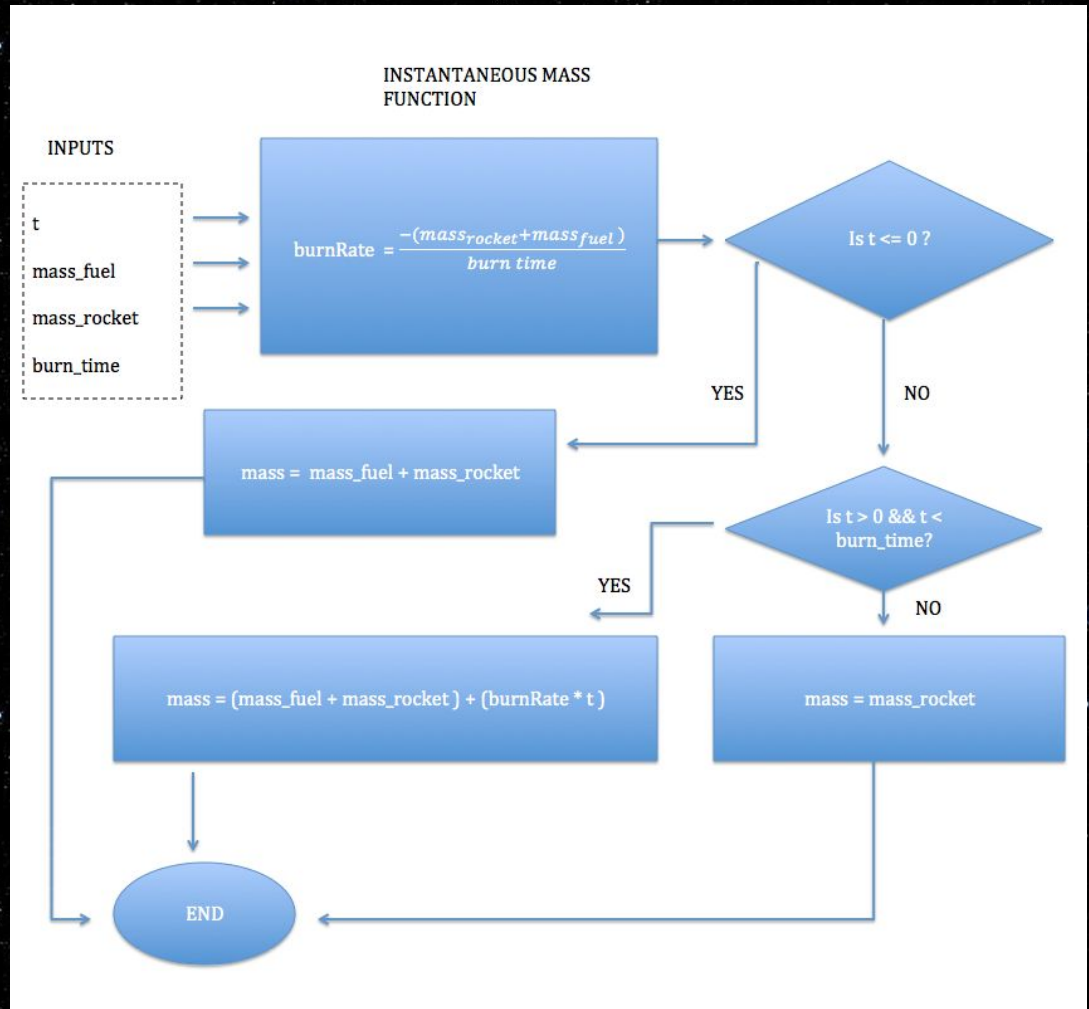 INSTANTANEOUS MASS
FUNCTION
INPUTS
t
mass_fuel
mass_rocket
burn_time
burnRate = −(mass_rocket+mass_fuel)/burn time
Is t <= 0 ?
YES
NO
mass = mass_fuel + mass_rocket
Is t > 0 && t <
burn_time?
YES
NO
mass = (mass_fuel + mass_rocket ) + (burnRate * t )
mass = mass_rocket
END